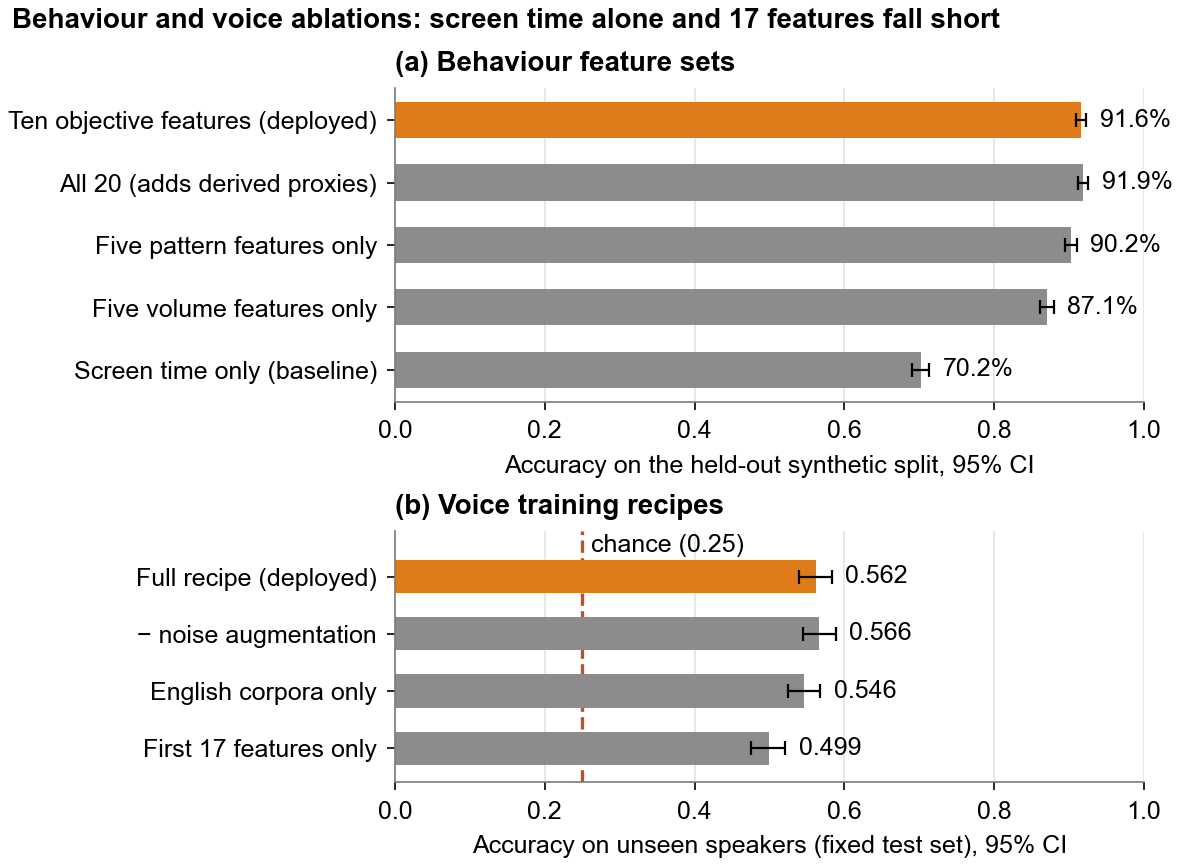 Behaviour and voice ablations: screen time alone and 17 features fall short
(a) Behaviour feature sets
Ten objective features (deployed) 91.6%
All 20 (adds derived proxies) 91.9%
Five pattern features only 90.2%
Five volume features only 87.1%
Screen time only (baseline) 70.2%
0.0 0.2 0.4 0.6 0.8 1.0
Accuracy on the held-out synthetic split, 95% CI
(b) Voice training recipes
chance (0.25)
Full recipe (deployed) 0.562
− noise augmentation 0.566
English corpora only 0.546
First 17 features only 0.499
0.0 0.2 0.4 0.6 0.8 1.0
Accuracy on unseen speakers (fixed test set), 95% CI